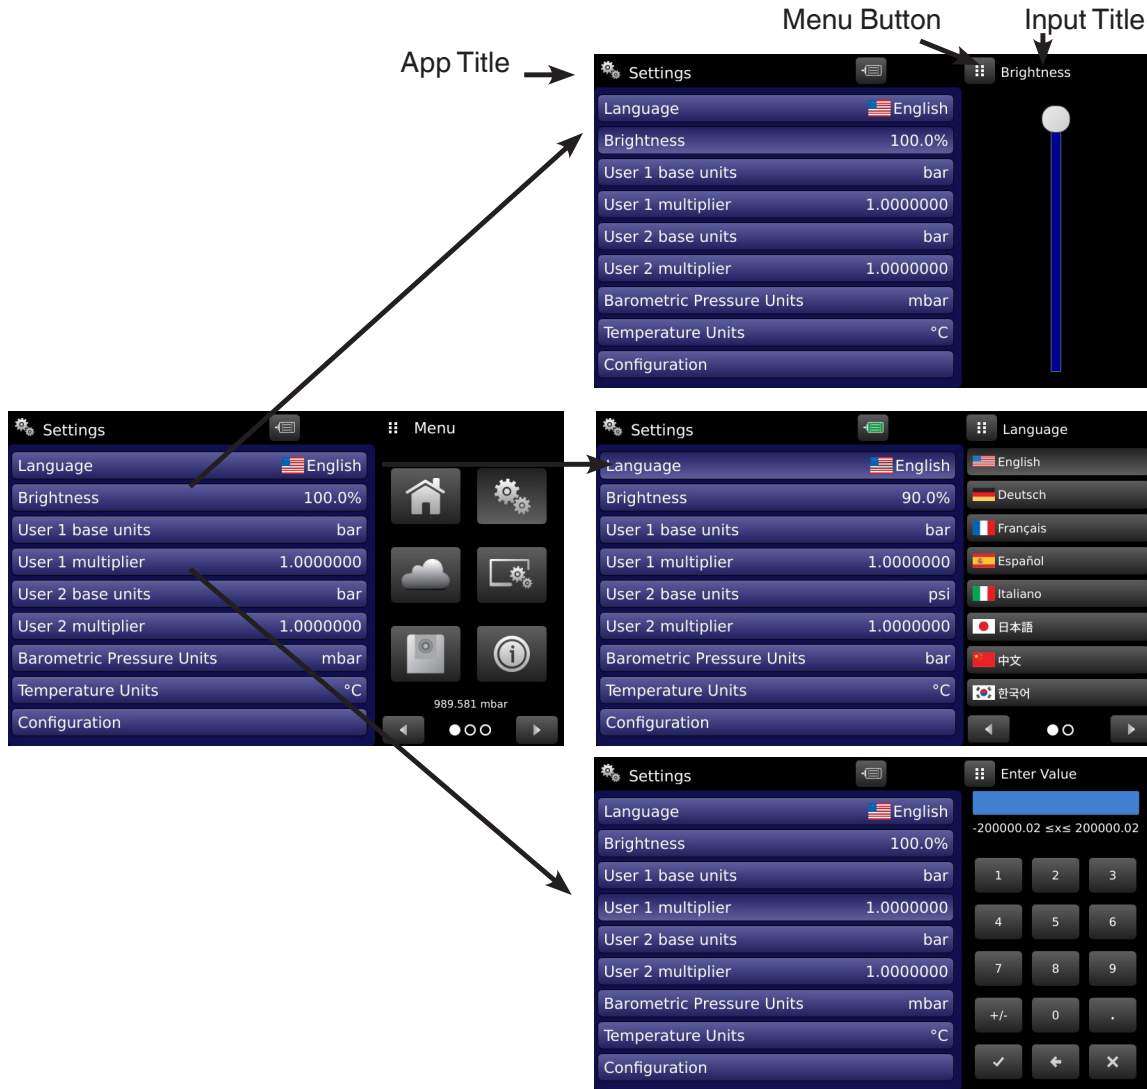 Menu Button Input Title
App Title
Settings Brightness
Language English
Brightness 100.0%
User 1 base units bar
User 1 multiplier 1.0000000
User 2 base units bar
User 2 multiplier 1.0000000
Barometric Pressure Units mbar
Temperature Units °C
Configuration
Settings Menu
Language English
Brightness 100.0%
User 1 base units bar
User 1 multiplier 1.0000000
User 2 base units bar
User 2 multiplier 1.0000000
Barometric Pressure Units mbar
Temperature Units °C
Configuration
989.581 mbar
Settings Language
Language English
Brightness 90.0%
User 1 base units bar
User 1 multiplier 1.0000000
User 2 base units psi
User 2 multiplier 1.0000000
Barometric Pressure Units bar
Temperature Units °C
Configuration
English
Deutsch
Français
Español
Italiano
日本語
中文
한국어
Settings Enter Value
Language English
Brightness 100.0%
User 1 base units bar
User 1 multiplier 1.0000000
User 2 base units bar
User 2 multiplier 1.0000000
Barometric Pressure Units mbar
Temperature Units °C
Configuration
-200000.02 ≤x≤ 200000.02
1 2 3
4 5 6
7 8 9
+/- 0 .